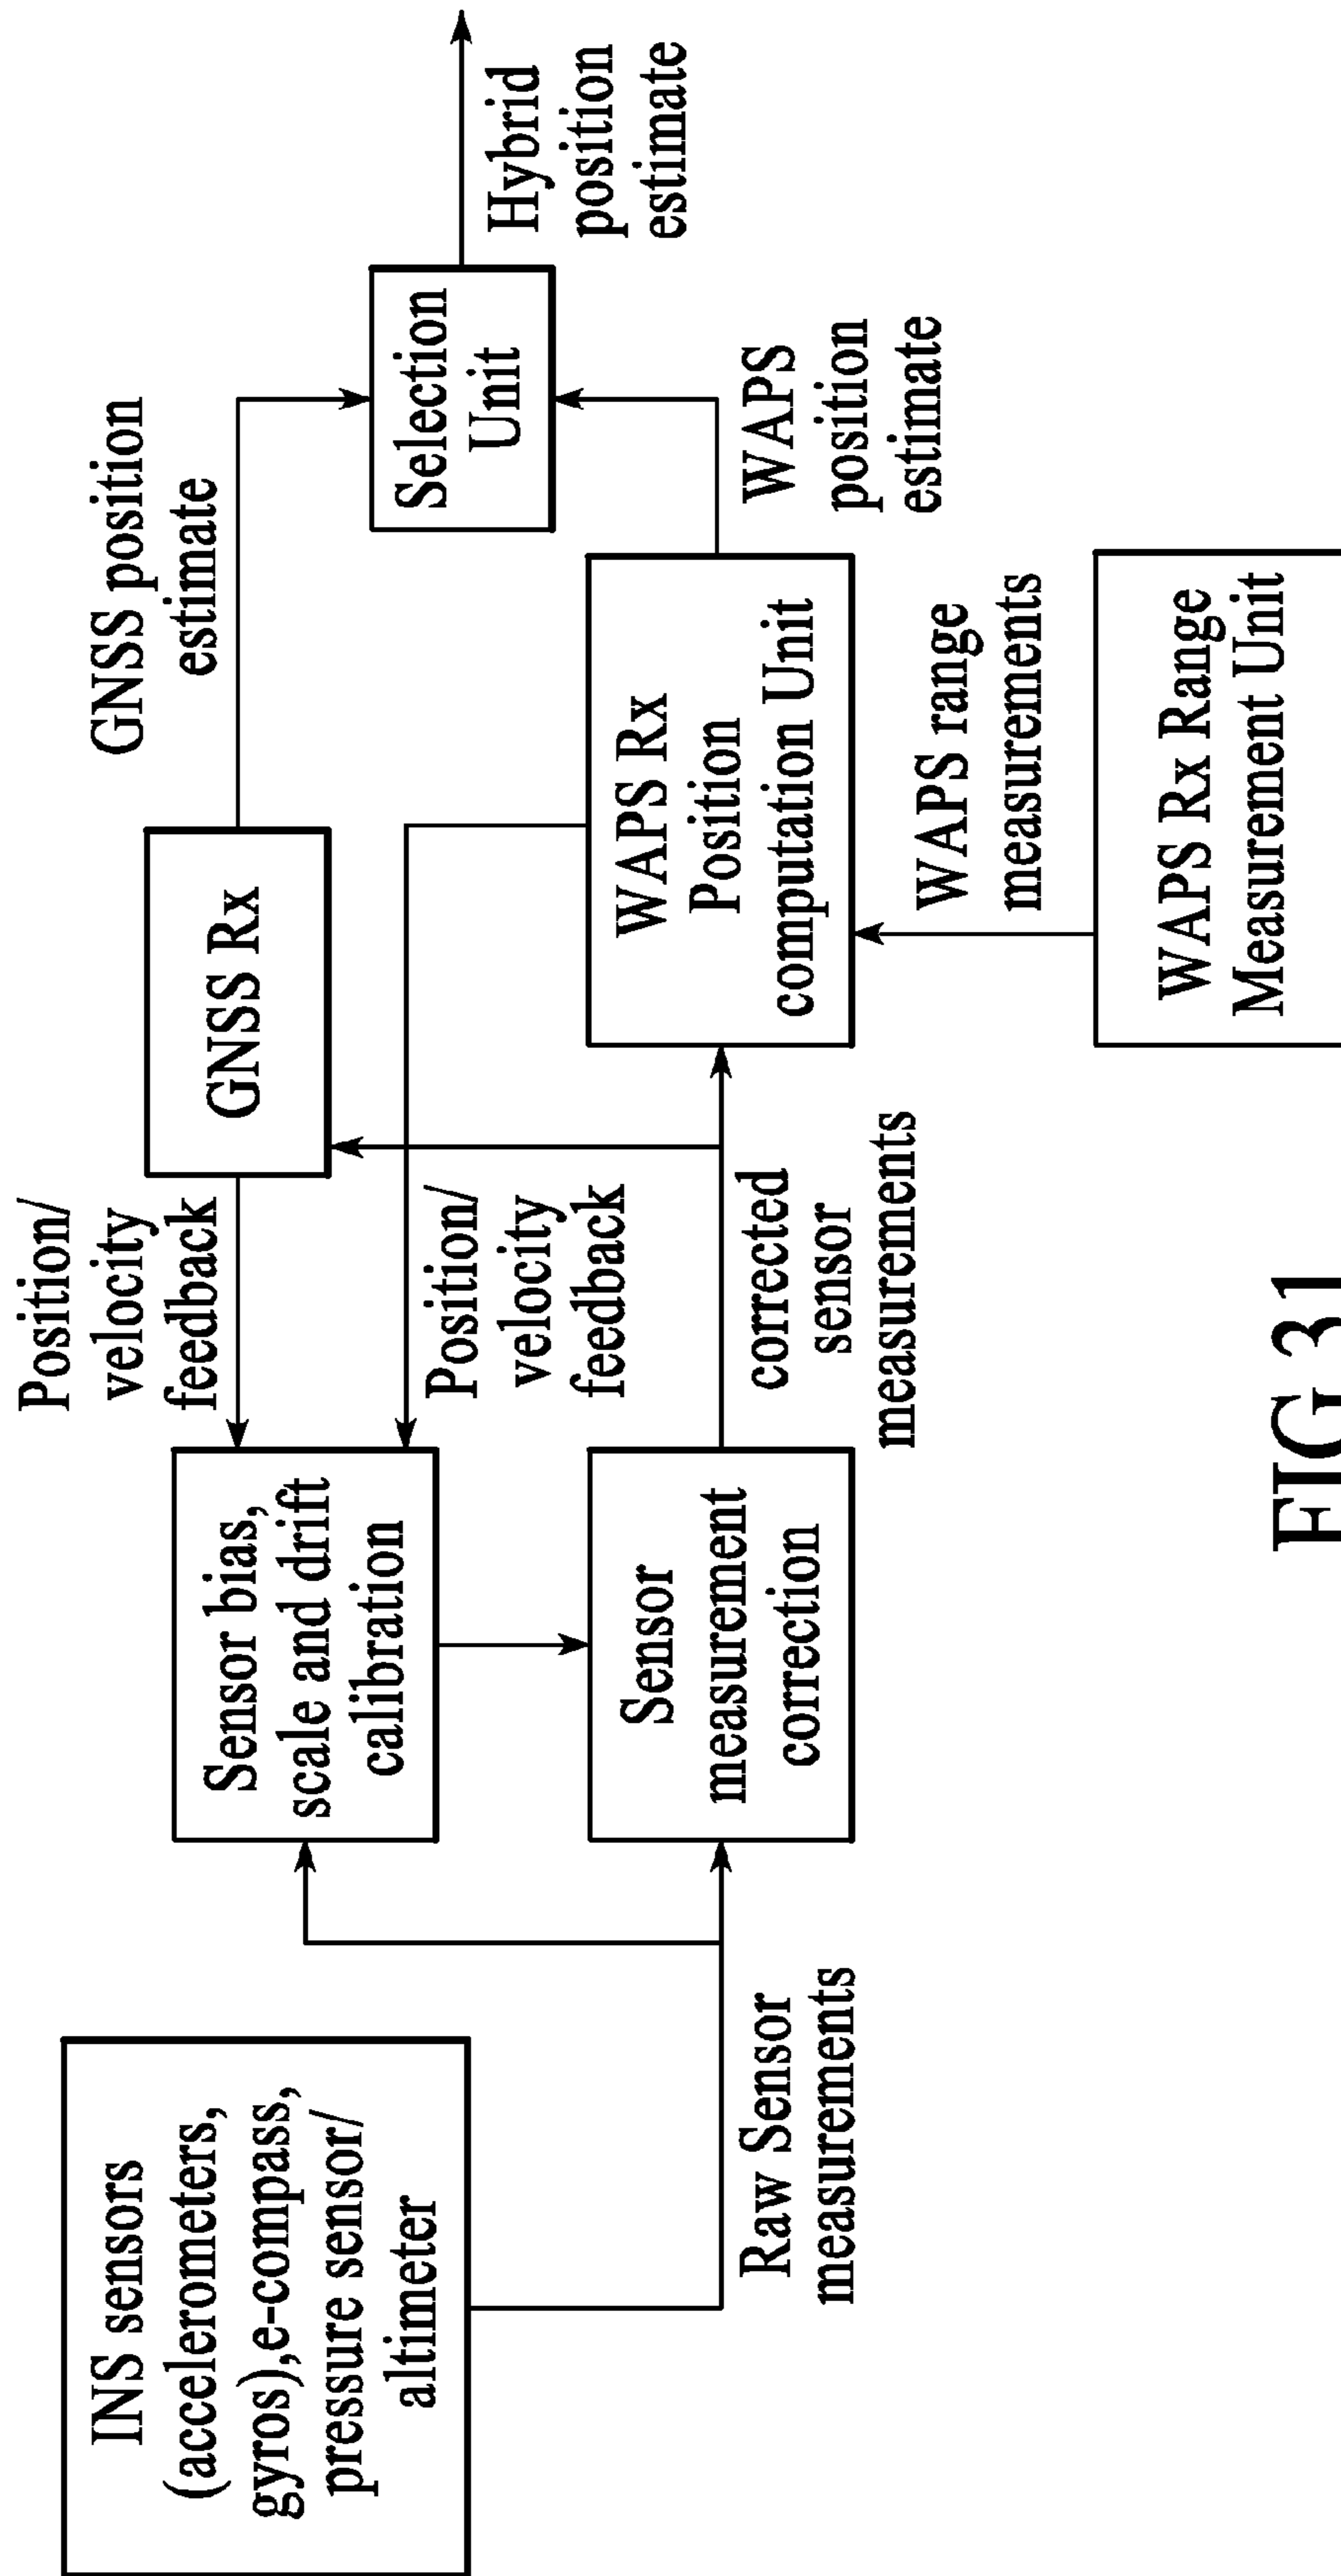 INS sensors
(accelerometers,
gyros),e-compass,
pressure sensor/
altimeter
Raw Sensor
measurements
Sensor bias,
scale and drift
calibration
Sensor
measurement
correction
Position/
velocity
feedback
Position/
velocity
feedback
corrected
sensor
measurements
GNSS Rx
WAPS Rx
Position
computation Unit
WAPS range
measurements
WAPS Rx Range
Measurement Unit
GNSS position
estimate
Selection
Unit
WAPS
position
estimate
Hybrid
position
estimate
FIG 31